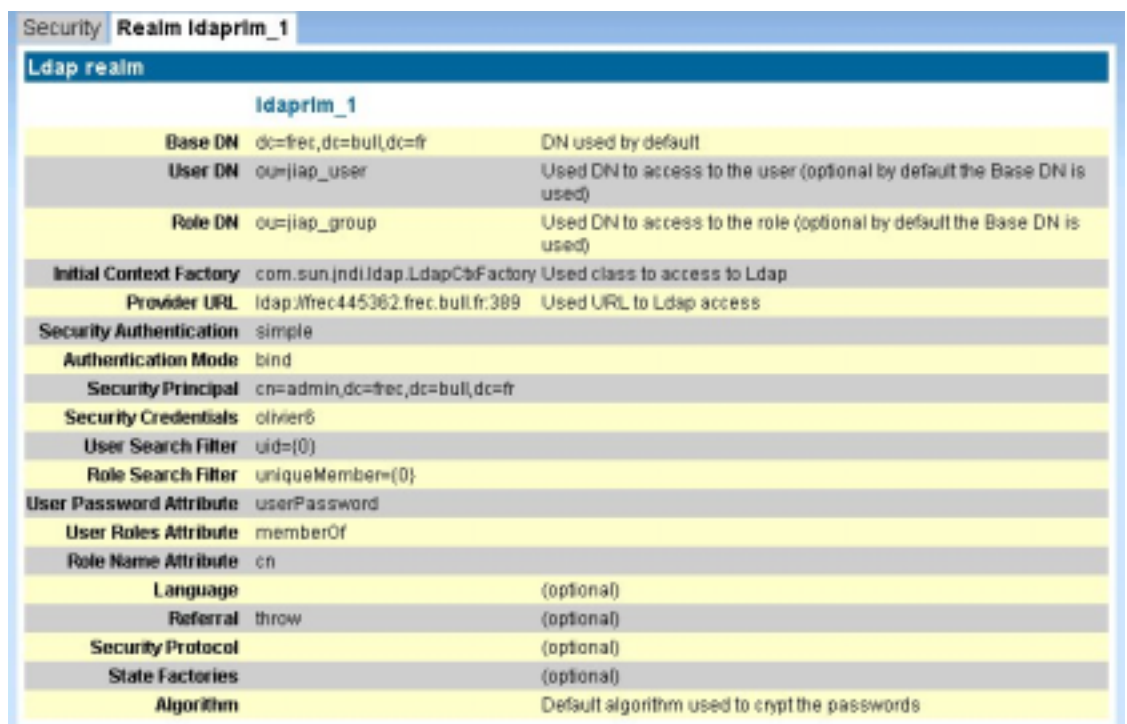 Security Realm ldaprlm_1
Ldap realm
ldaprlm_1
Base DN dc=frec,dc=bull,dc=fr DN used by default
User DN ou=jiap_user Used DN to access to the user (optional by default the Base DN is
used)
Role DN ou=jiap_group Used DN to access to the role (optional by default the Base DN is
used)
Initial Context Factory com.sun.jndi.ldap.LdapCtxFactory Used class to access to Ldap
Provider URL ldap://frec445362.frec.bull.fr:389 Used URL to Ldap access
Security Authentication simple
Authentication Mode bind
Security Principal cn=admin,dc=frec,dc=bull,dc=fr
Security Credentials olivier6
User Search Filter uid={0}
Role Search Filter uniqueMember={0}
User Password Attribute userPassword
User Roles Attribute memberOf
Role Name Attribute cn
Language (optional)
Referral throw (optional)
Security Protocol (optional)
State Factories (optional)
Algorithm Default algorithm used to crypt the passwords